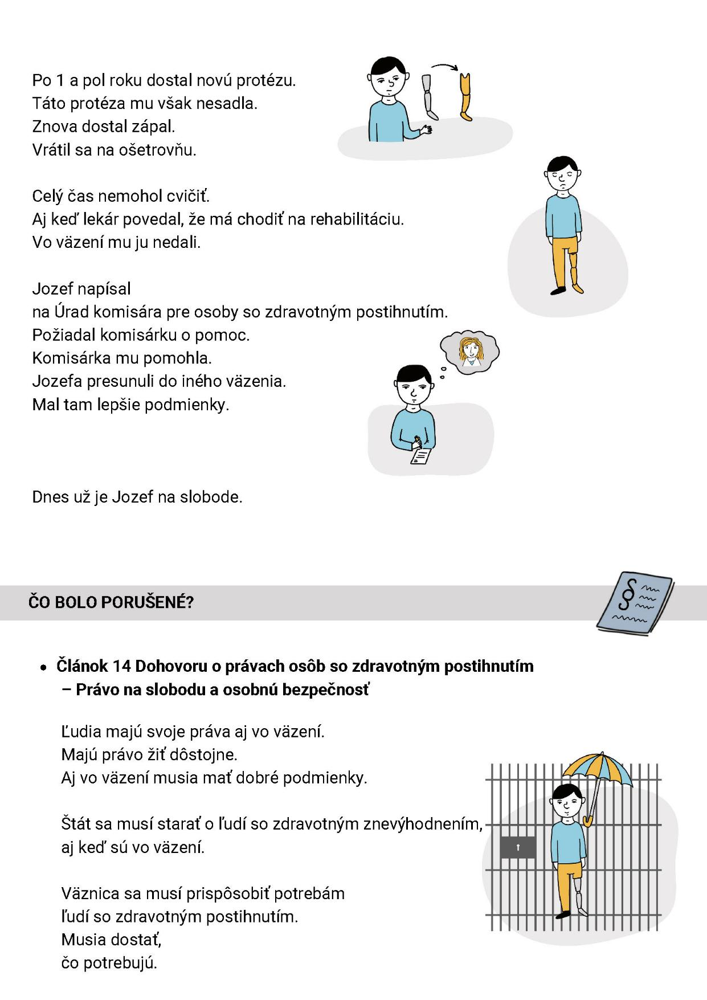 Po 1 a pol roku dostal novú protézu.
Táto protéza mu však nesadla.
Znova dostal zápal.
Vrátil sa na ošetrovňu.
Celý čas nemohol cvičiť.
Aj keď lekár povedal, že má chodiť na rehabilitáciu.
Vo väzení mu ju nedali.
Jozef napísal
na Úrad komisára pre osoby so zdravotným postihnutím.
Požiadal komisárku o pomoc.
Komisárka mu pomohla.
Jozefa presunuli do iného väzenia.
Mal tam lepšie podmienky.
Dnes už je Jozef na slobode.
ČO BOLO PORUŠENÉ?
§
• Článok 14 Dohovoru o právach osôb so zdravotným postihnutím
– Právo na slobodu a osobnú bezpečnosť
Ľudia majú svoje práva aj vo väzení.
Majú právo žiť dôstojne.
Aj vo väzení musia mať dobré podmienky.
Štát sa musí starať o ľudí so zdravotným znevýhodnením,
aj keď sú vo väzení.
Väznica sa musí prispôsobiť potrebám
ľudí so zdravotným postihnutím.
Musia dostať,
čo potrebujú.